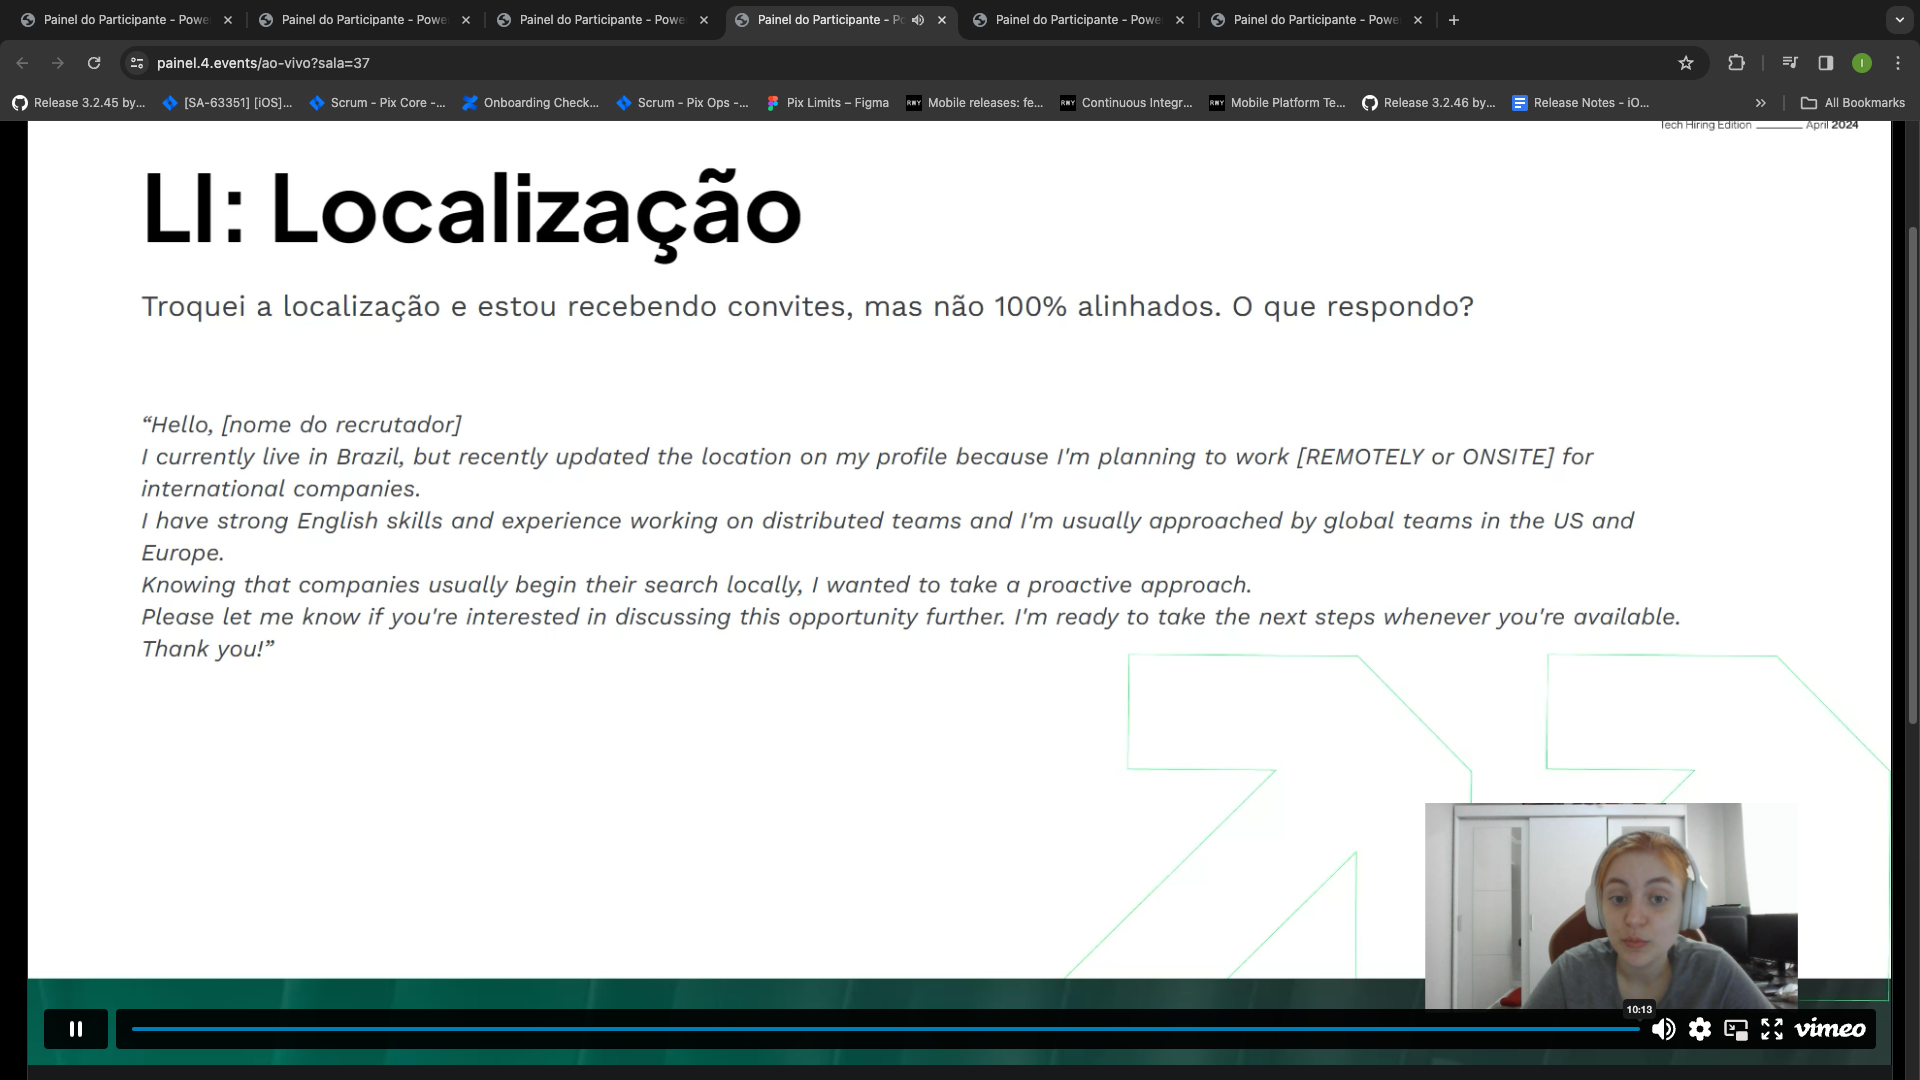 Painel do Participante - Powe
Painel do Participante - Powe
Painel do Participante - Powe
Painel do Participante - Po
Painel do Participante - Powe
Painel do Participante - Powe
painel.4.events/ao-vivo?sala=37
I
Release 3.2.45 by...
[SA-63351] [iOS]...
Scrum - Pix Core -...
Onboarding Check...
Scrum - Pix Ops -...
Pix Limits – Figma
RWY
Mobile releases: fe...
RWY
Continuous Integr...
RWY
Mobile Platform Te...
Release 3.2.46 by...
Release Notes - iO...
»
All Bookmarks
Tech Hiring Edition
April 2024
LI: Localização
Troquei a localização e estou recebendo convites, mas não 100% alinhados. O que respondo?
“Hello, [nome do recrutador]
I currently live in Brazil, but recently updated the location on my profile because I'm planning to work [REMOTELY or ONSITE] for
international companies.
I have strong English skills and experience working on distributed teams and I'm usually approached by global teams in the US and
Europe.
Knowing that companies usually begin their search locally, I wanted to take a proactive approach.
Please let me know if you're interested in discussing this opportunity further. I'm ready to take the next steps whenever you're available.
Thank you!”
10:13
vimeo